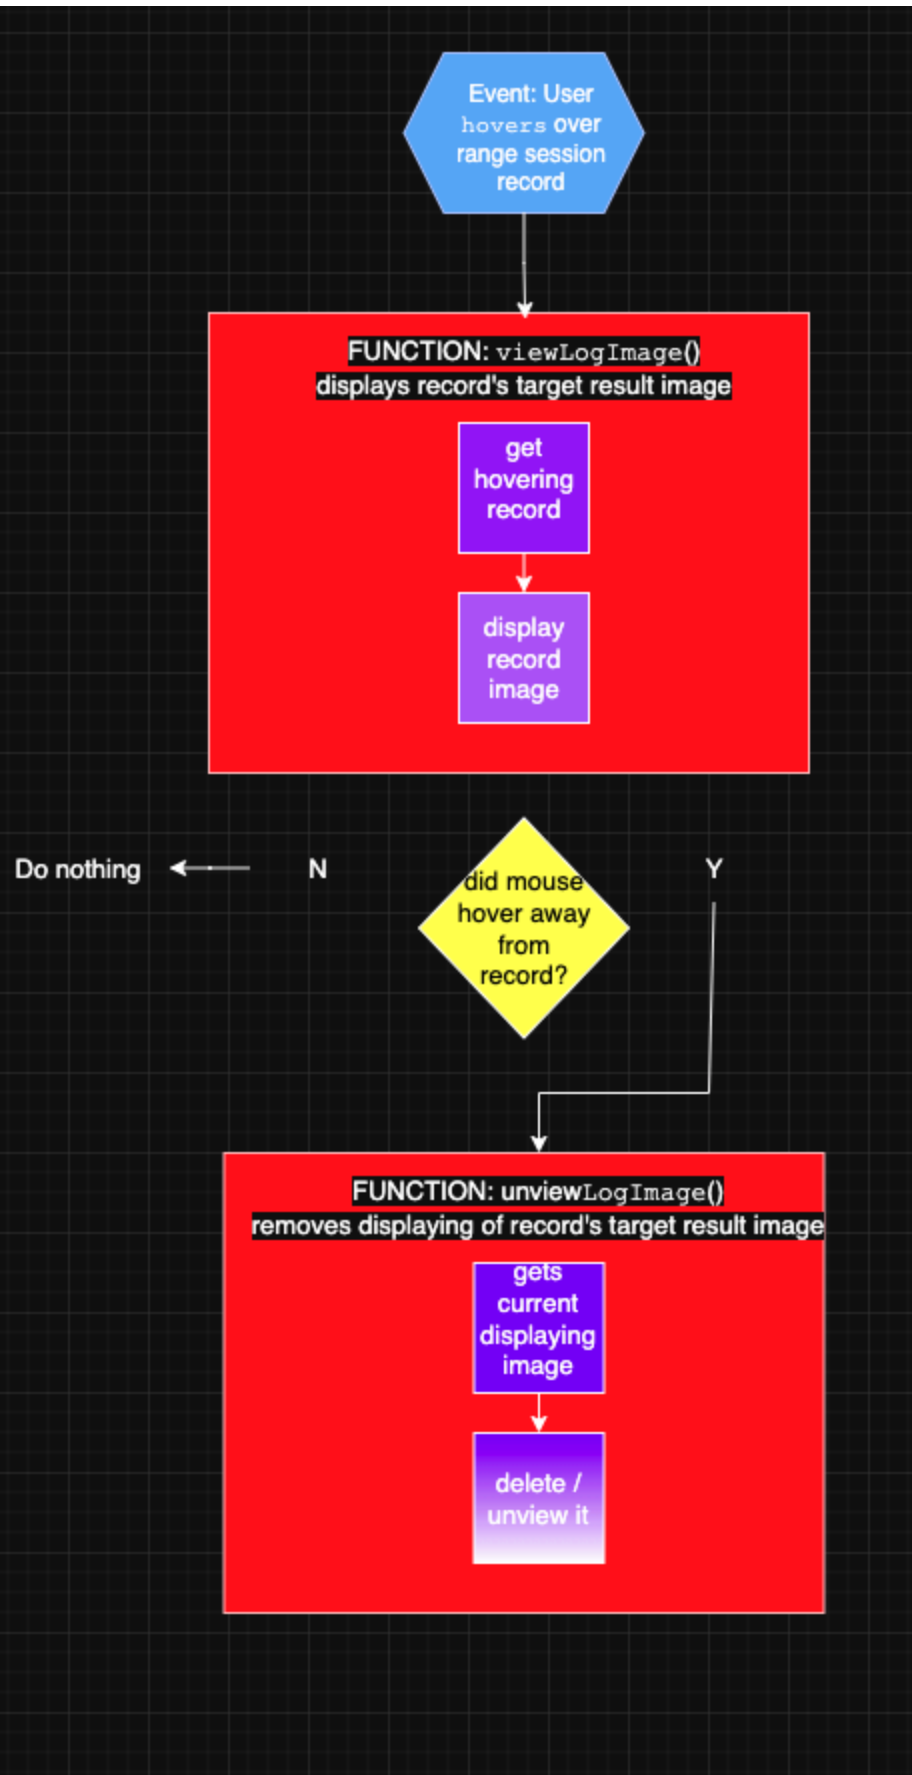 Event: User
hovers over
range session
record
FUNCTION: viewLogImage()
displays record's target result image
get
hovering
record
display
record
image
Do nothing
N
did mouse
hover away
from
record?
Y
FUNCTION: unviewLogImage()
removes displaying of record's target result image
gets
current
displaying
image
delete /
unview it